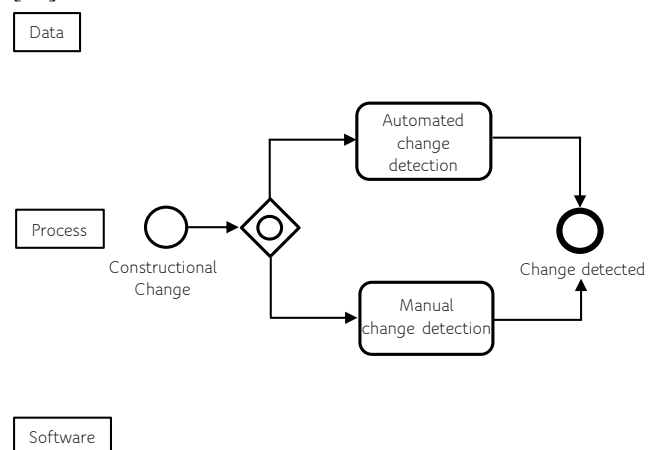 Data
Automated
change
detection
Process
Constructional
Change
Change detected
Manual
change detection
Software